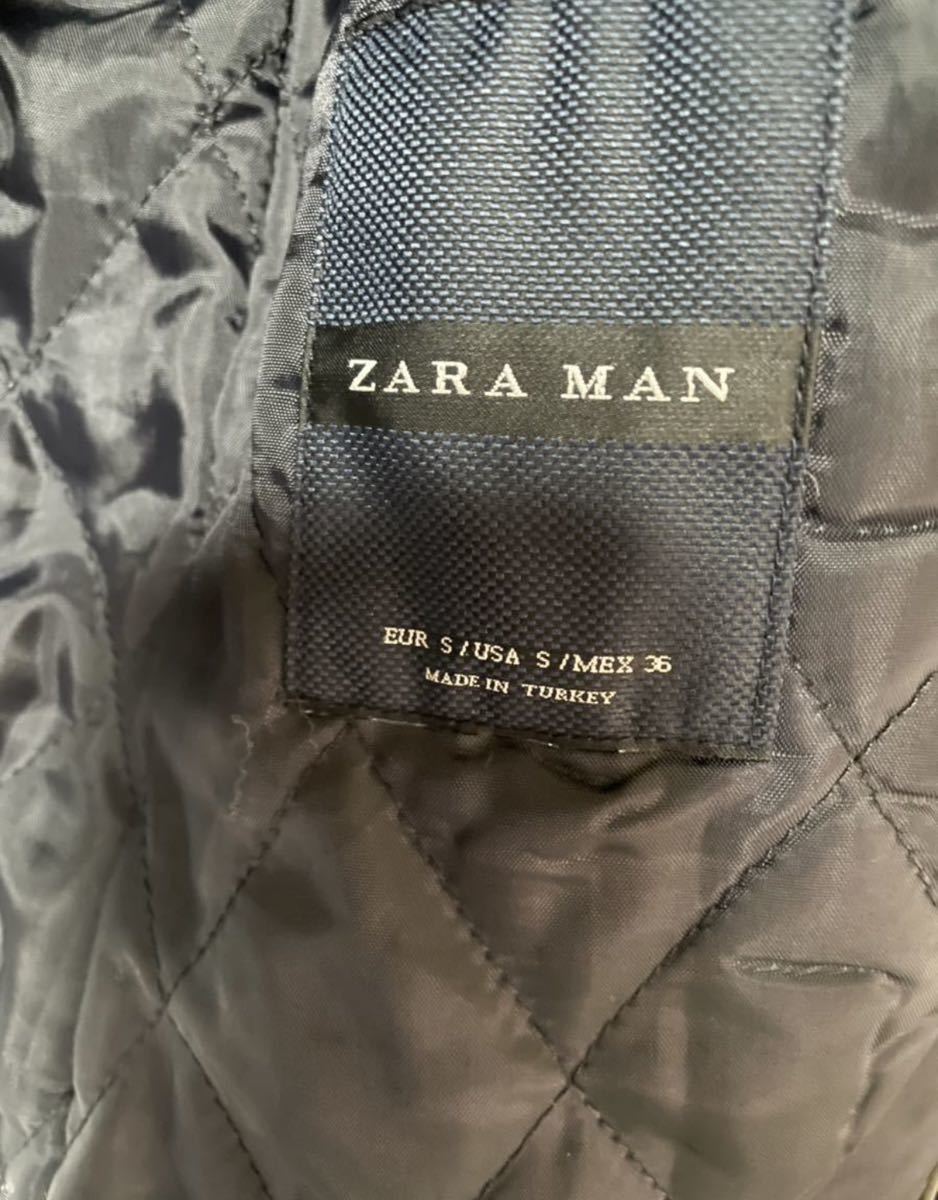 ZARA MAN
EUR S / USA S / MEX 36
MADE IN TURKEY